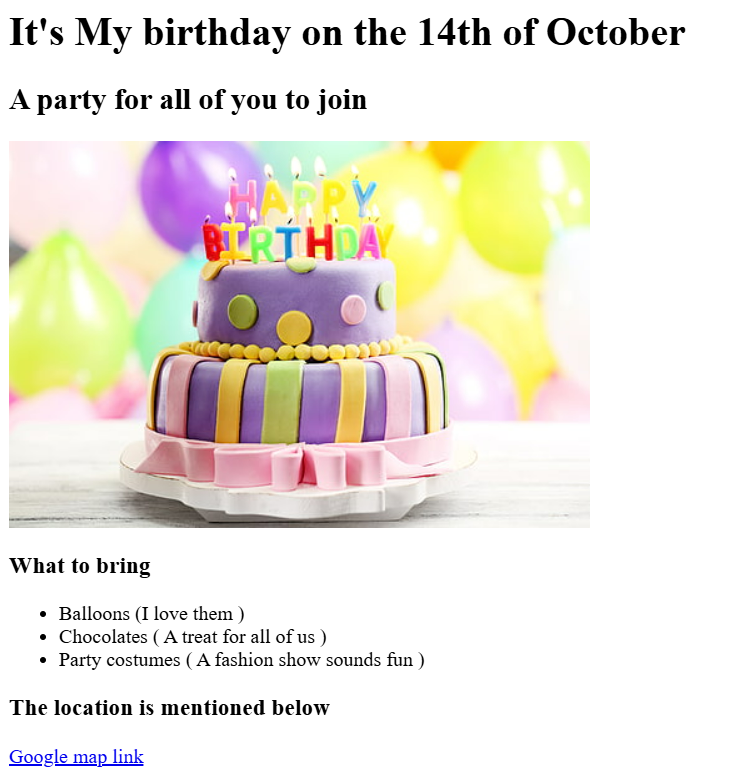 It's My birthday on the 14th of October
A party for all of you to join
HAPPY
BIRTHDAY
What to bring
Balloons (I love them )
Chocolates ( A treat for all of us )
Party costumes ( A fashion show sounds fun )
The location is mentioned below
Google map link